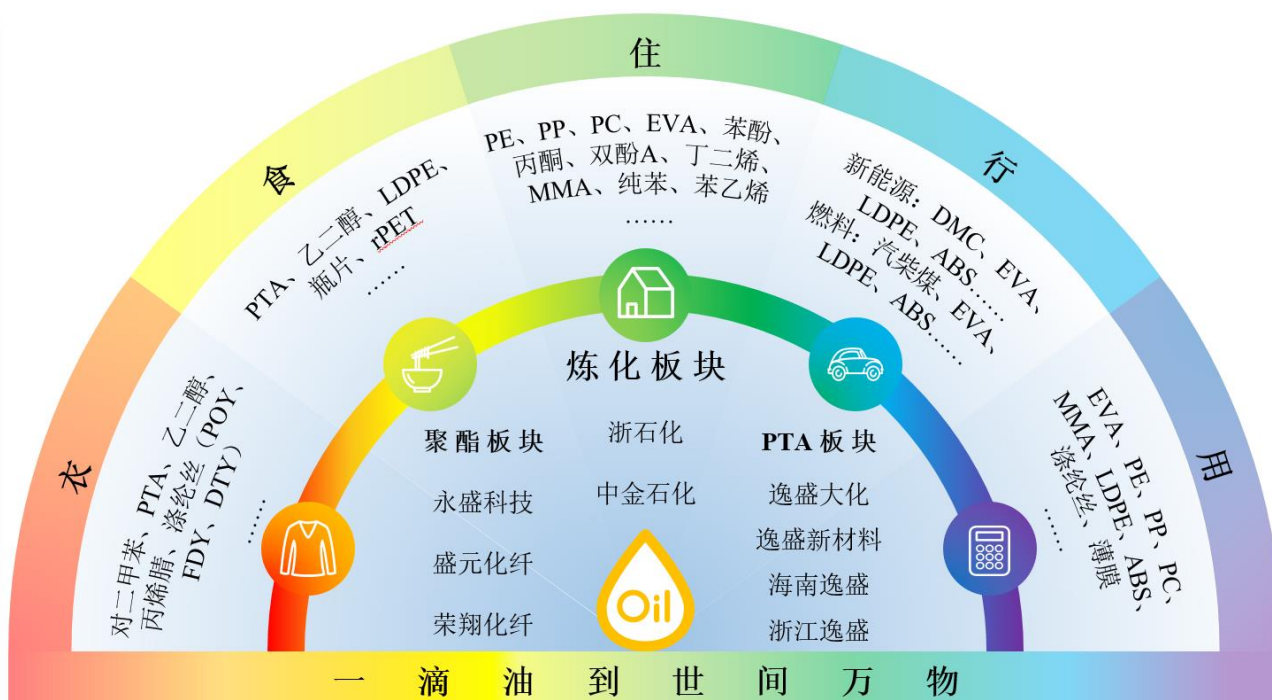 住
食
行
衣
用
PE、PP、PC、EVA、苯酚、
丙酮、双酚A、丁二烯、
MMA、纯苯、苯乙烯
……
PTA、乙二醇、LDPE、
瓶片、rPET
……
新能源：DMC、EVA、
LDPE、ABS……
燃料：汽柴煤、EVA、
LDPE、ABS……
对二甲苯、PTA、乙二醇、
丙烯腈、涤纶丝（POY、
FDY、DTY）
……
EVA、PE、PP、PC、
MMA、LDPE、ABS、
涤纶丝、薄膜
……
炼化板块
浙石化
中金石化
聚酯板块
永盛科技
盛元化纤
荣翔化纤
PTA板块
逸盛大化
逸盛新材料
海南逸盛
浙江逸盛
Oil
一滴油到世间万物